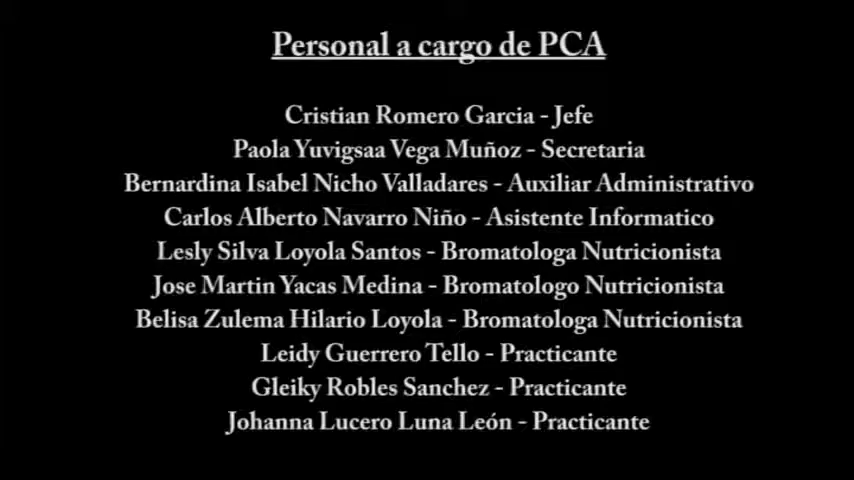 Personal a cargo de PCA
Cristian Romero Garcia - Jefe
Paola Yuvigsaa Vega Muñoz - Secretaria
Bernardina Isabel Nicho Valladares - Auxiliar Administrativo
Carlos Alberto Navarro Niño - Asistente Informatico
Lesly Silva Loyola Santos - Bromatologa Nutricionista
Jose Martin Yacas Medina - Bromatologo Nutricionista
Belisa Zulema Hilario Loyola - Bromatologa Nutricionista
Leidy Guerrero Tello - Practicante
Gleiky Robles Sanchez - Practicante
Johanna Lucero Luna León - Practicante